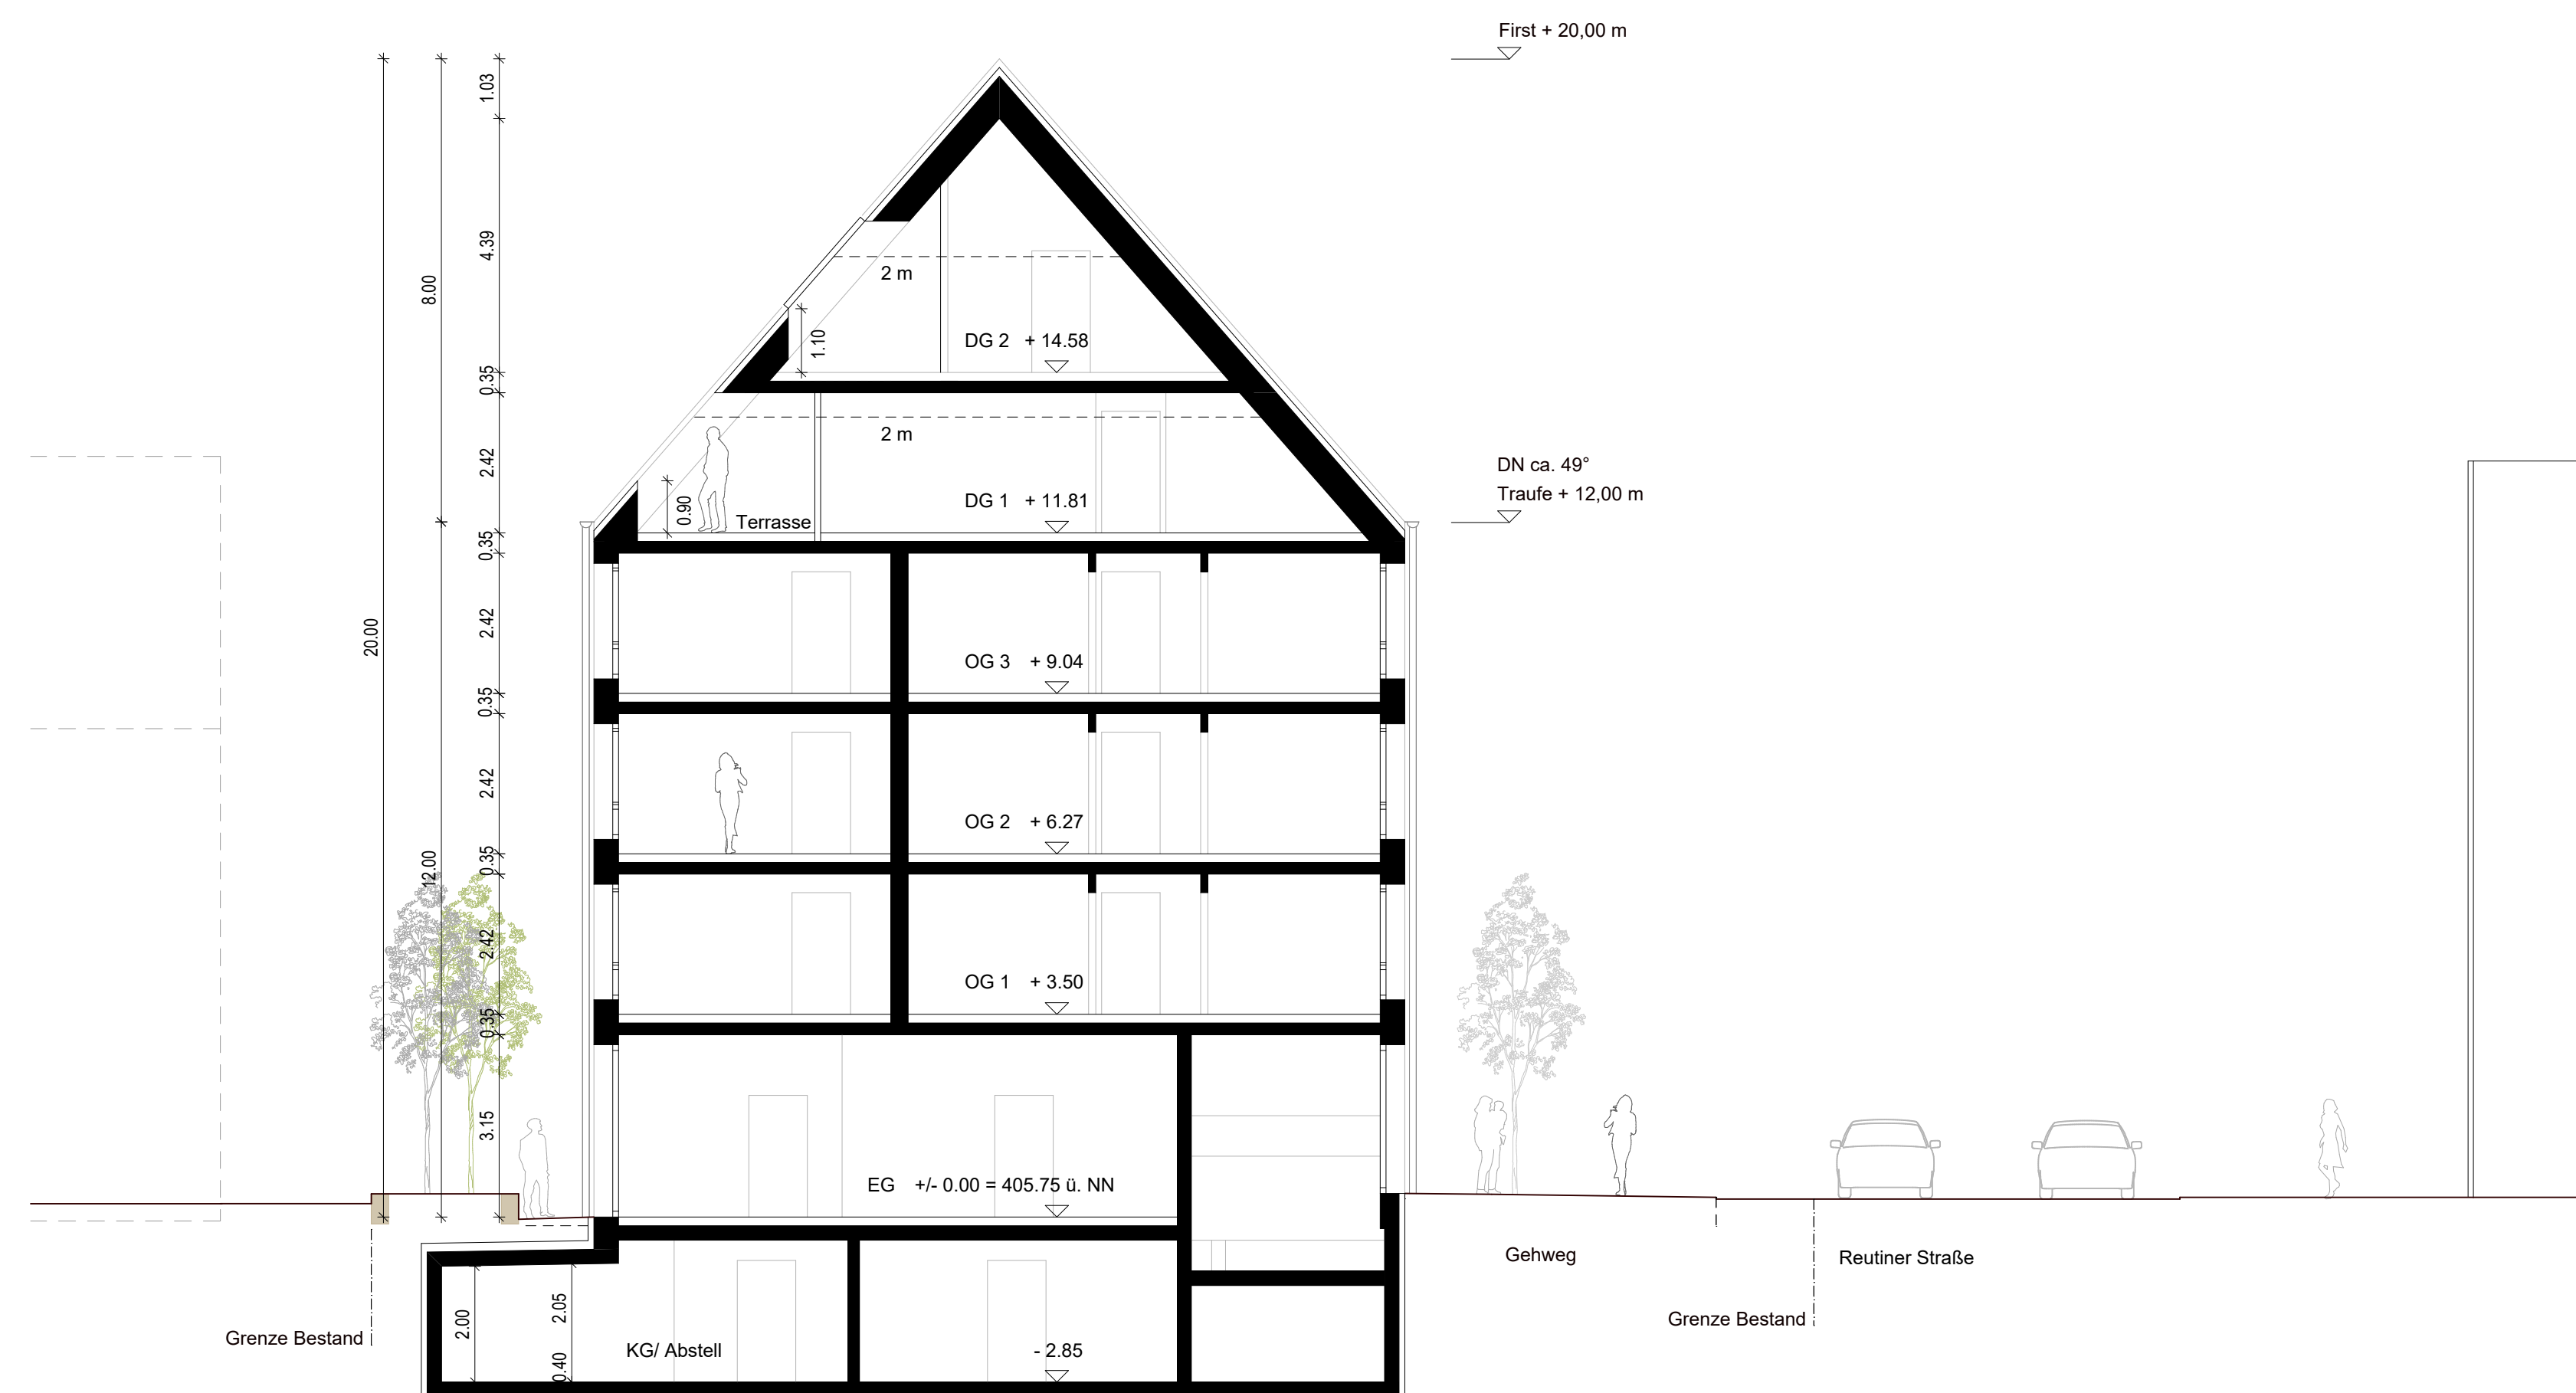 First + 20,00 m
1.03
4.39
8.00
2 m
1.10
DG 2 + 14.58
0.35
2 m
2.42
DN ca. 49°
Traufe + 12,00 m
0.90
Terrasse
DG 1 + 11.81
0.35
20.00
2.42
OG 3 + 9.04
0.35
2.42
OG 2 + 6.27
12.00
0.35
2.42
OG 1 + 3.50
0.35
3.15
EG +/- 0.00 = 405.75 ü. NN
Gehweg
Reutiner Straße
Grenze Bestand
Grenze Bestand
2.00
2.05
0.40
KG/ Abstell
- 2.85